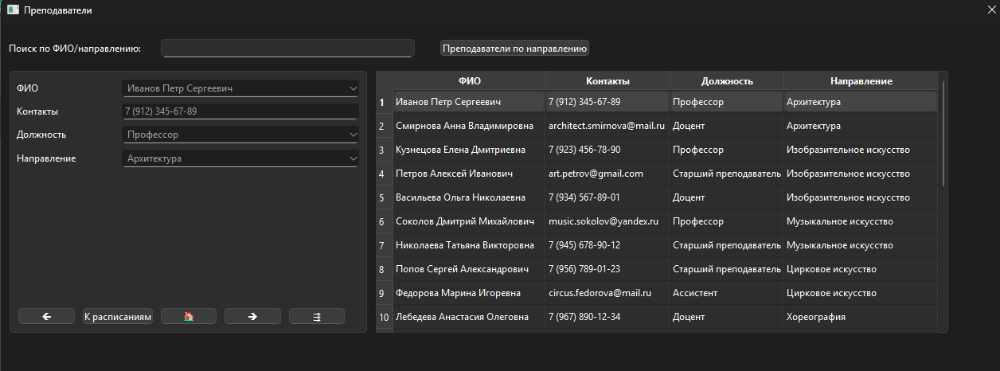 Преподаватели
Поиск по ФИО/направлению:
Преподаватели по направлению
ФИО Иванов Петр Сергеевич
Контакты 7 (912) 345-67-89
Должность Профессор
Направление Архитектура
К расписаниям
ФИО Контакты Должность Направление
1 Иванов Петр Сергеевич 7 (912) 345-67-89 Профессор Архитектура
2 Смирнова Анна Владимировна architect.smirnova@mail.ru Доцент Архитектура
3 Кузнецова Елена Дмитриевна 7 (923) 456-78-90 Профессор Изобразительное искусство
4 Петров Алексей Иванович art.petrov@gmail.com Старший преподаватель Изобразительное искусство
5 Васильева Ольга Николаевна 7 (934) 567-89-01 Доцент Изобразительное искусство
6 Соколов Дмитрий Михайлович music.sokolov@yandex.ru Профессор Музыкальное искусство
7 Николаева Татьяна Викторовна 7 (945) 678-90-12 Старший преподаватель Музыкальное искусство
8 Попов Сергей Александрович 7 (956) 789-01-23 Старший преподаватель Цирковое искусство
9 Федорова Марина Игоревна circus.fedorova@mail.ru Ассистент Цирковое искусство
10 Лебедева Анастасия Олеговна 7 (967) 890-12-34 Доцент Хореография